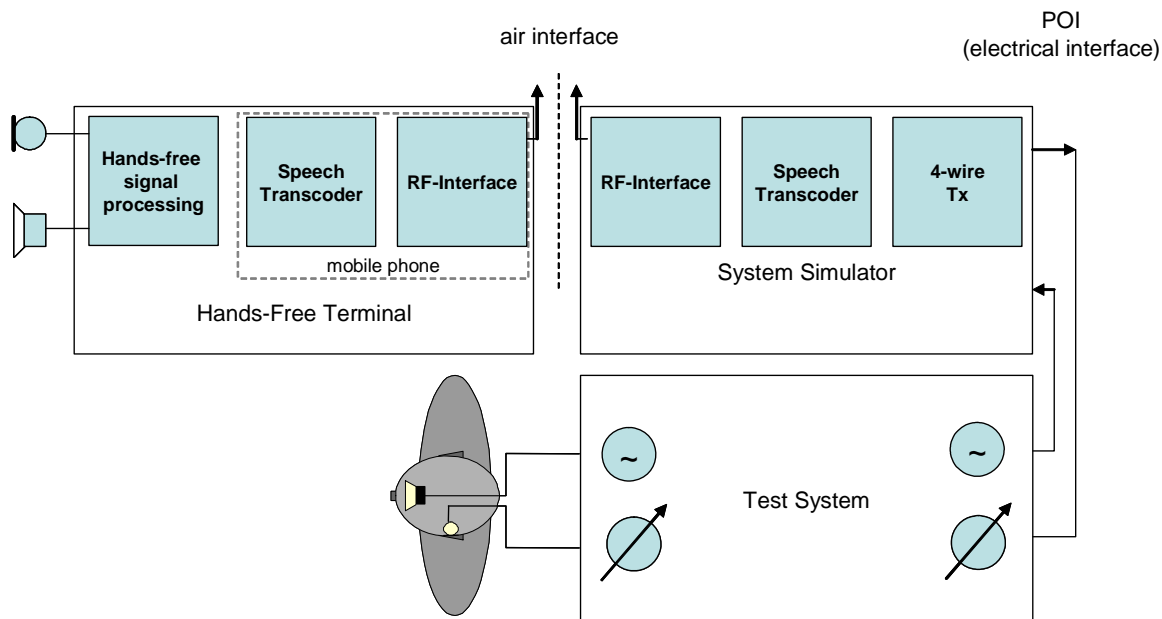 POI
(electrical interface)
air interface
Hands-free
signal
processing
Speech
Transcoder
RF-Interface
mobile phone
Hands-Free Terminal
RF-Interface
Speech
Transcoder
4-wire
Tx
System Simulator
~
~
Test System